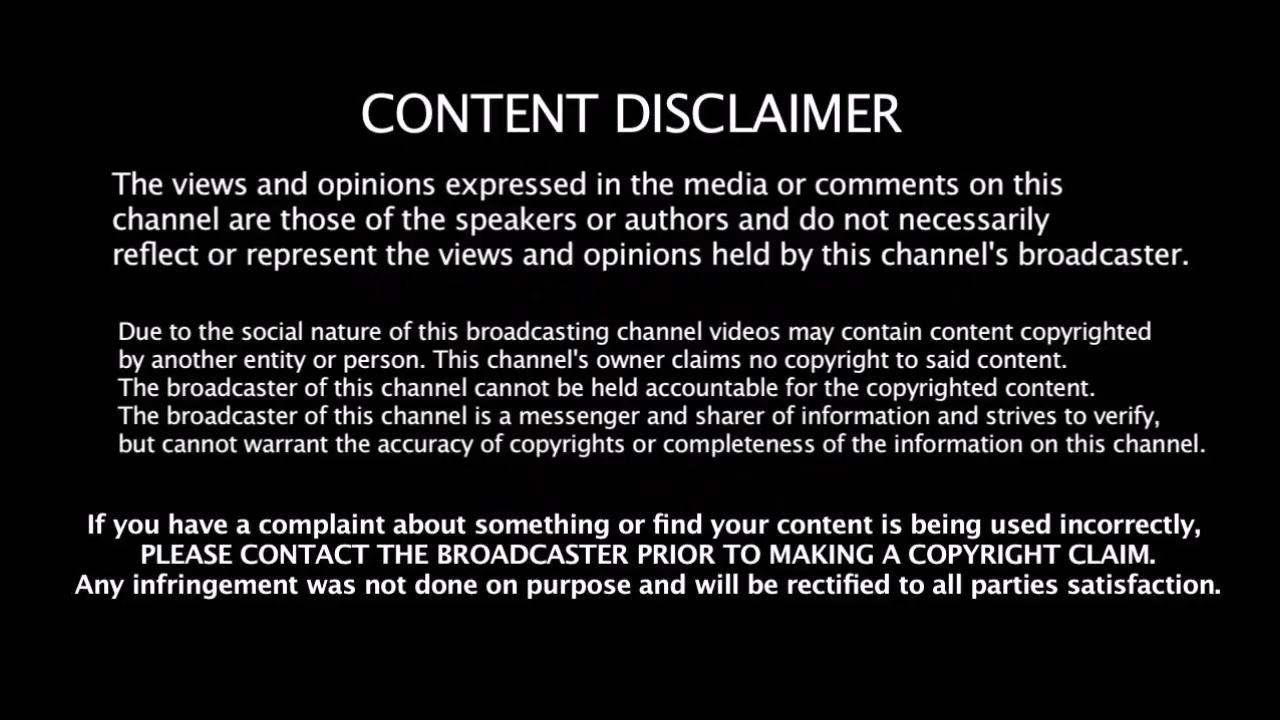 CONTENT DISCLAIMER
The views and opinions expressed in the media or comments on this
channel are those of the speakers or authors and do not necessarily
reflect or represent the views and opinions held by this channel's broadcaster.
Due to the social nature of this broadcasting channel videos may contain content copyrighted
by another entity or person. This channel's owner claims no copyright to said content.
The broadcaster of this channel cannot be held accountable for the copyrighted content.
The broadcaster of this channel is a messenger and sharer of information and strives to verify,
but cannot warrant the accuracy of copyrights or completeness of the information on this channel.
If you have a complaint about something or find your content is being used incorrectly,
PLEASE CONTACT THE BROADCASTER PRIOR TO MAKING A COPYRIGHT CLAIM.
Any infringement was not done on purpose and will be rectified to all parties satisfaction.